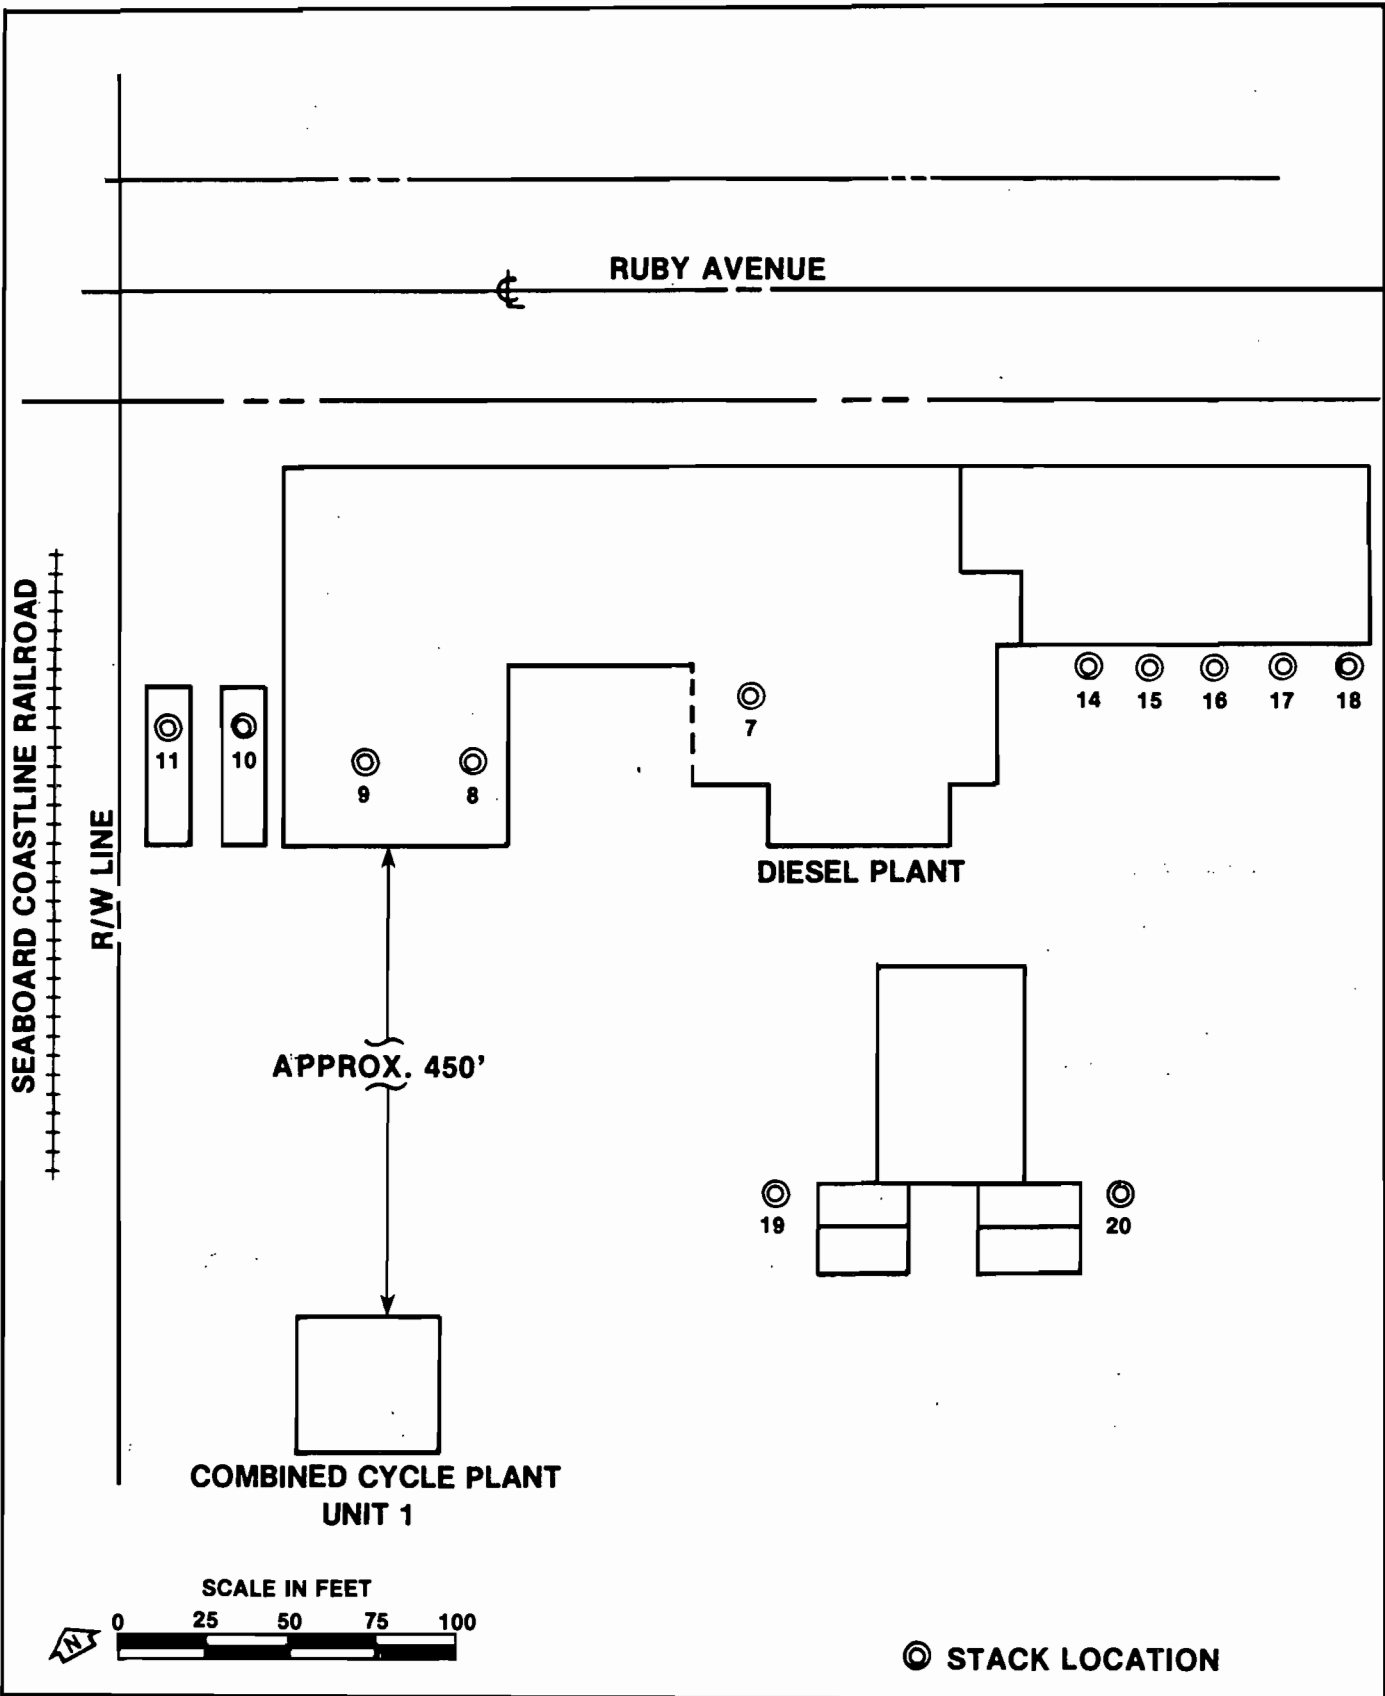 RUBY AVENUE
℄
SEABOARD COASTLINE RAILROAD
R/W LINE
14 15 16 17 18
7
11 10
9 8
DIESEL PLANT
APPROX. 450'
19 20
COMBINED CYCLE PLANT
UNIT 1
SCALE IN FEET
0 25 50 75 100
N
STACK LOCATION